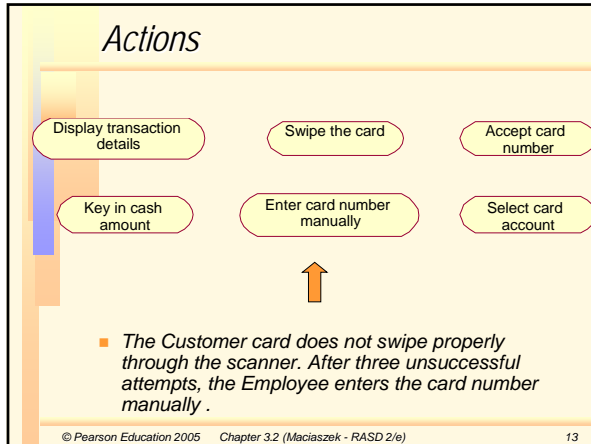 Actions
Display transaction
details
Swipe the card
Accept card
number
Key in cash
amount
Enter card number
manually
Select card
account
The Customer card does not swipe properly
through the scanner. After three unsuccessful
attempts, the Employee enters the card number
manually .
© Pearson Education 2005 Chapter 3.2 (Maciaszek - RASD 2/e) 13